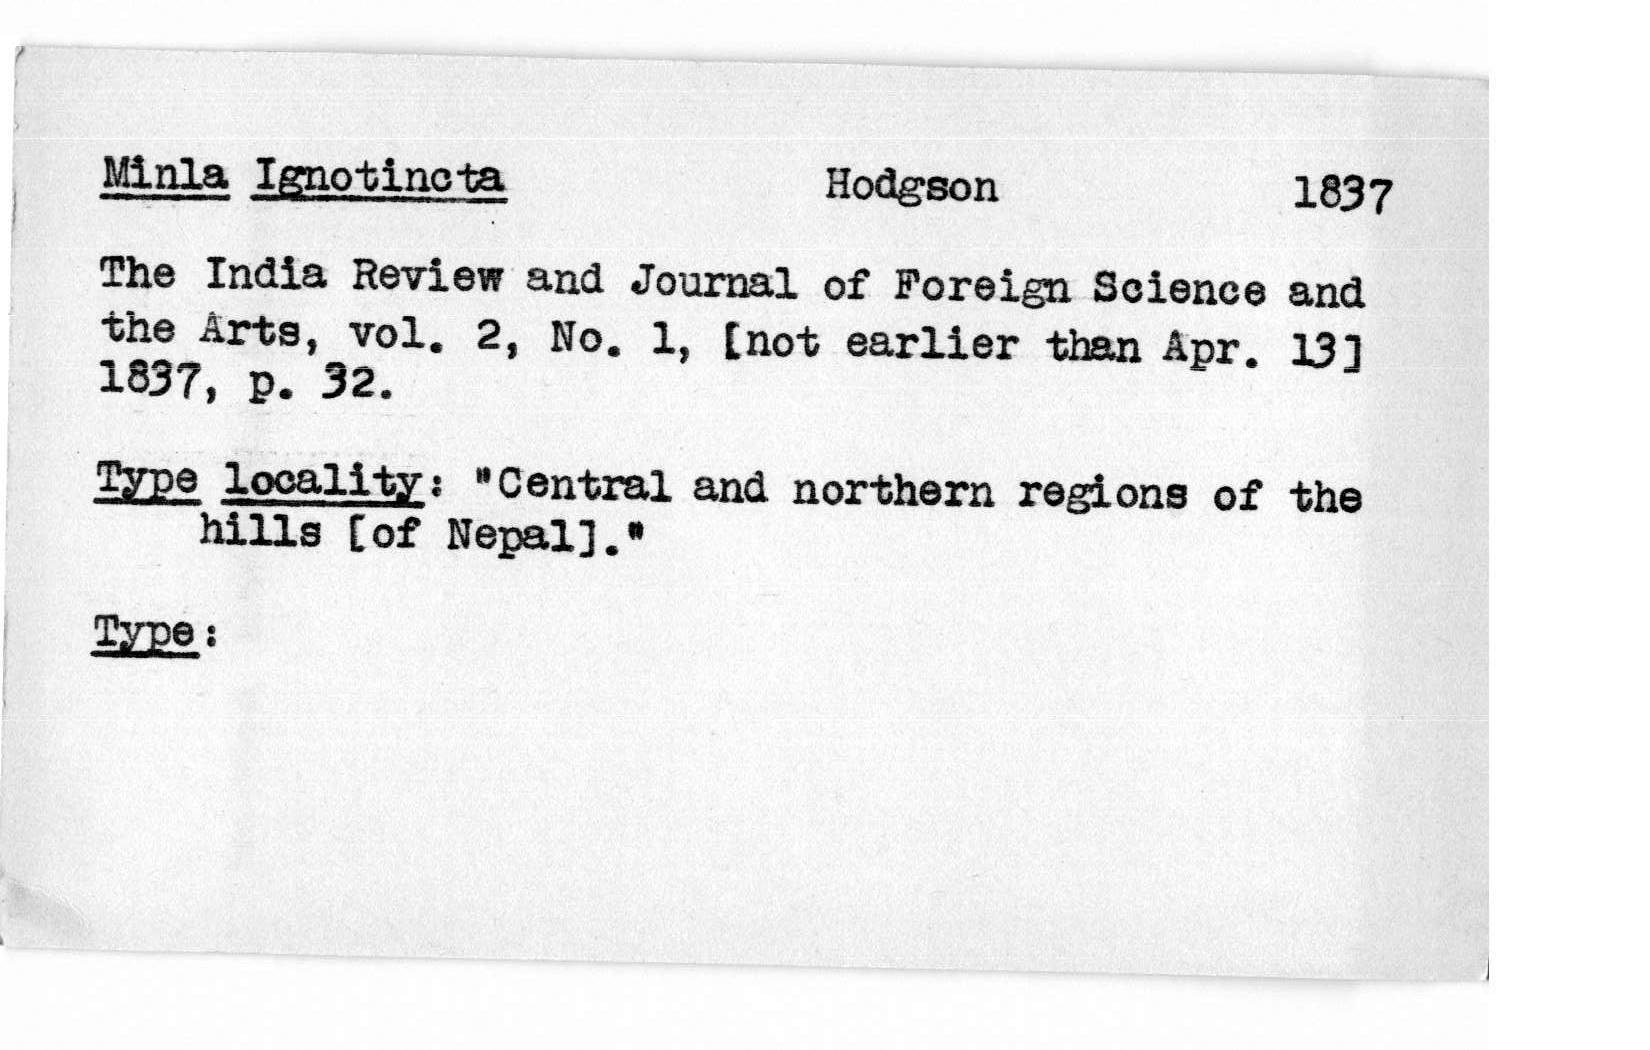 Minla Ignotincta Hodgson 1837
The India Review and Journal of Foreign Science and
the Arts, vol. 2, No. 1, [not earlier than Apr. 13]
1837, p. 32.
Type locality: "Central and northern regions of the
hills [of Nepal]."
Type: